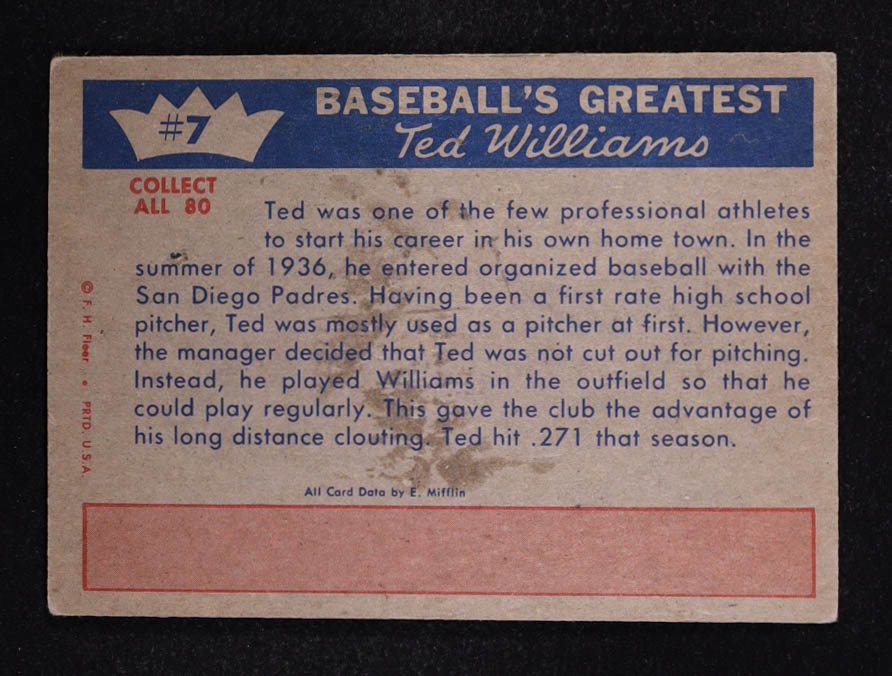 #7
BASEBALL'S GREATEST
Ted Williams
COLLECT
ALL 80
Ted was one of the few professional athletes
to start his career in his own home town. In the
summer of 1936, he entered organized baseball with the
San Diego Padres. Having been a first rate high school
pitcher, Ted was mostly used as a pitcher at first. However,
the manager decided that Ted was not cut out for pitching.
Instead, he played Williams in the outfield so that he
could play regularly. This gave the club the advantage of
his long distance clouting. Ted hit .271 that season.
© F. H. Fleer • PRTD. U.S.A.
All Card Data by E. Mifflin